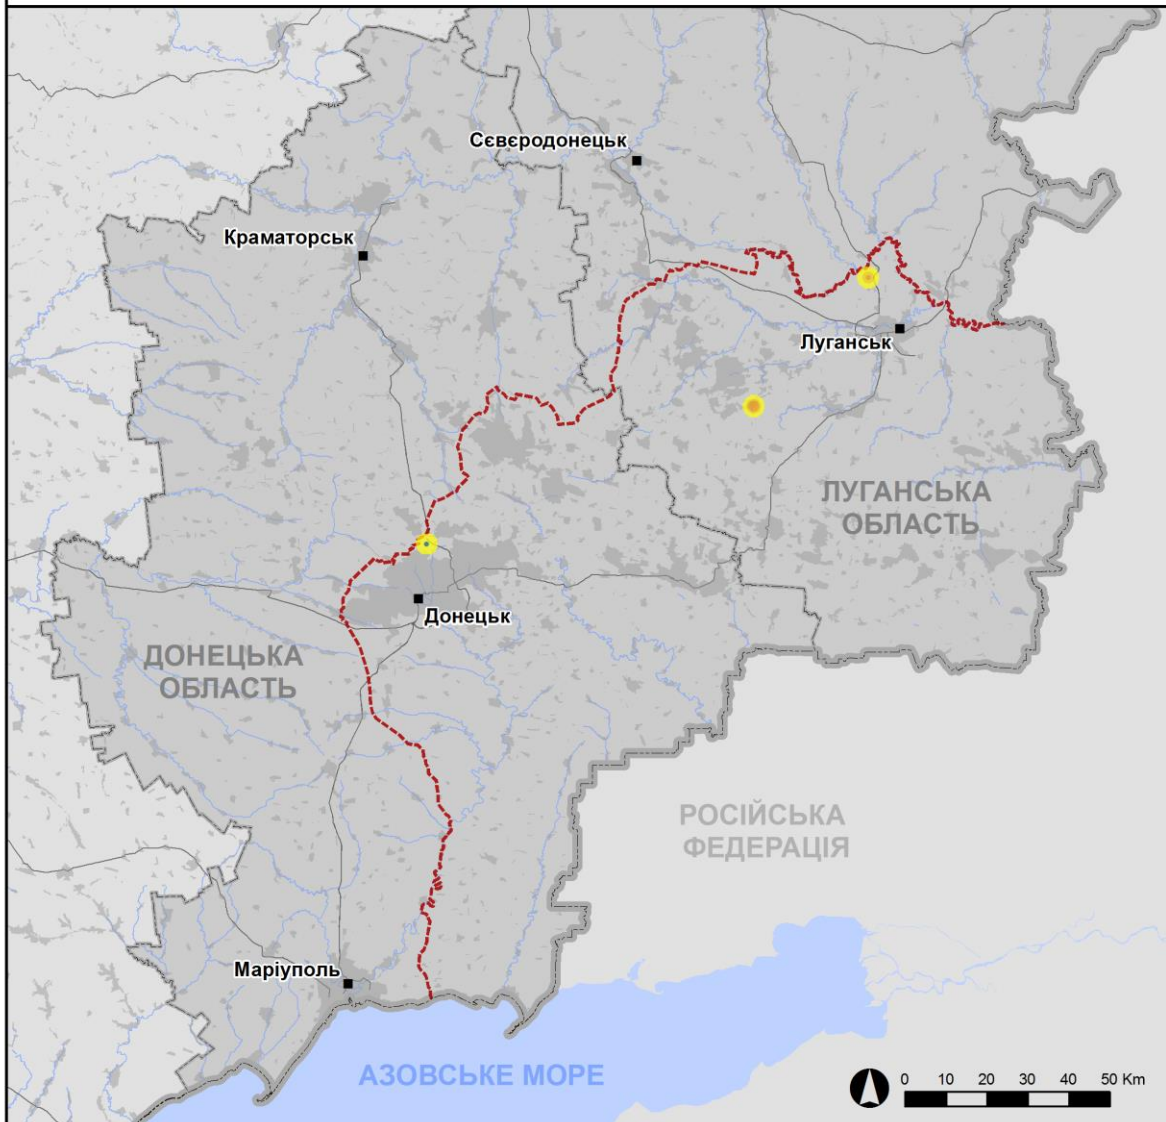 Сєвєродонецьк
Краматорськ
Луганськ
ЛУГАНСЬКА
ОБЛАСТЬ
Донецьк
ДОНЕЦЬКА
ОБЛАСТЬ
РОСІЙСЬКА
ФЕДЕРАЦІЯ
Маріуполь
АЗОВСЬКЕ МОРЕ
0 10 20 30 40 50 Km